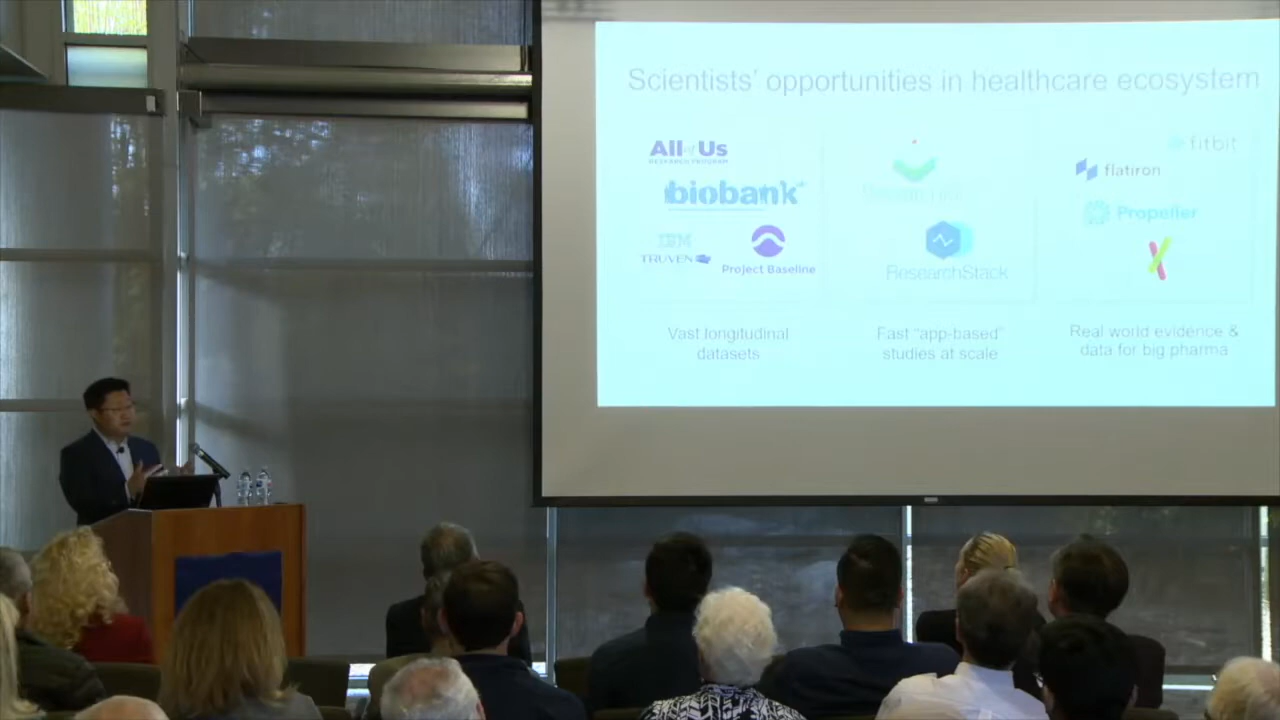 Scientists' opportunities in healthcare ecosystem
All of Us
RESEARCH PROGRAM
biobank
IBM
TRUVEN
Project Baseline
Vast longitudinal
datasets
ResearchStack
Fast "app-based"
studies at scale
fitbit
flatiron
Propeller
Real world evidence &
data for big pharma